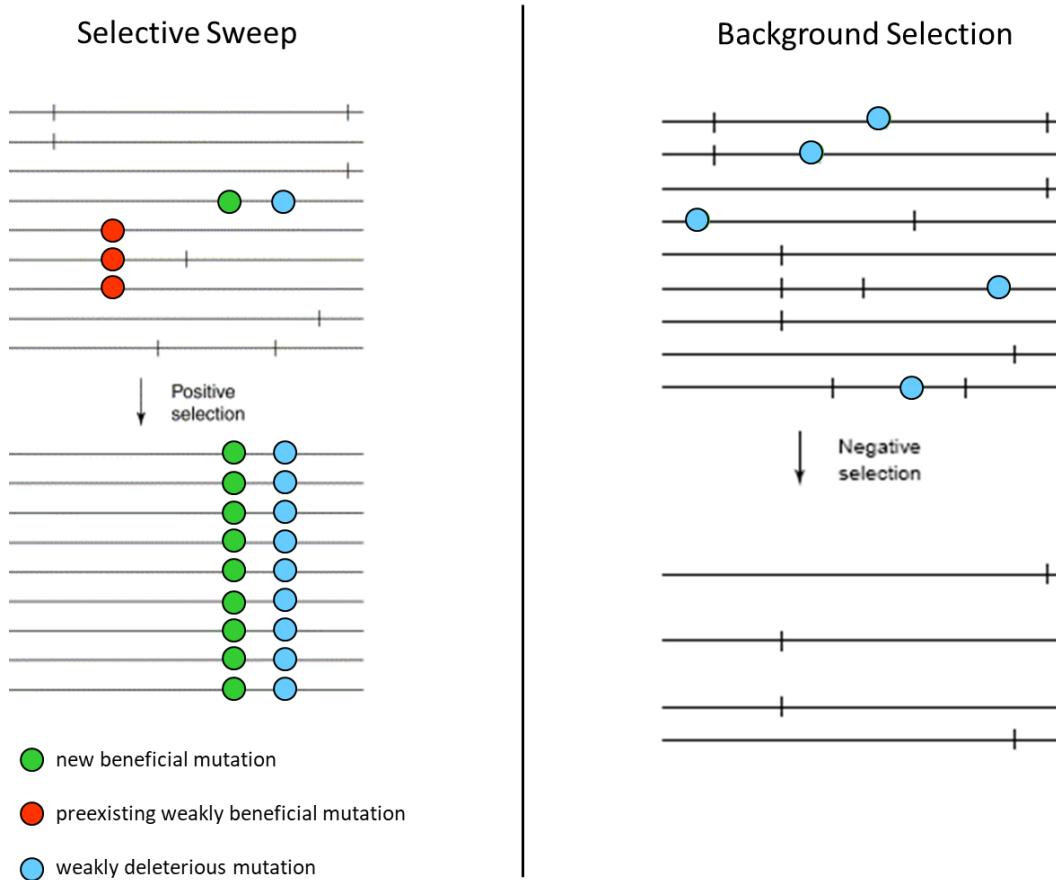 Selective Sweep
Positive
selection
new beneficial mutation
preexisting weakly beneficial mutation
weakly deleterious mutation
Background Selection
Negative
selection